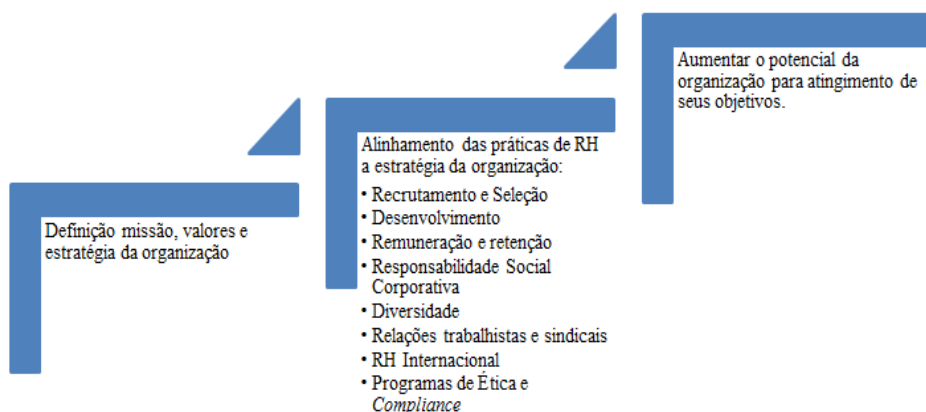 Definição missão, valores e
estratégia da organização
Alinhamento das práticas de RH
a estratégia da organização:
• Recrutamento e Seleção
• Desenvolvimento
• Remuneração e retenção
• Responsabilidade Social
Corporativa
• Diversidade
• Relações trabalhistas e sindicais
• RH Internacional
• Programas de Ética e
Compliance
Aumentar o potencial da
organização para atingimento de
seus objetivos.